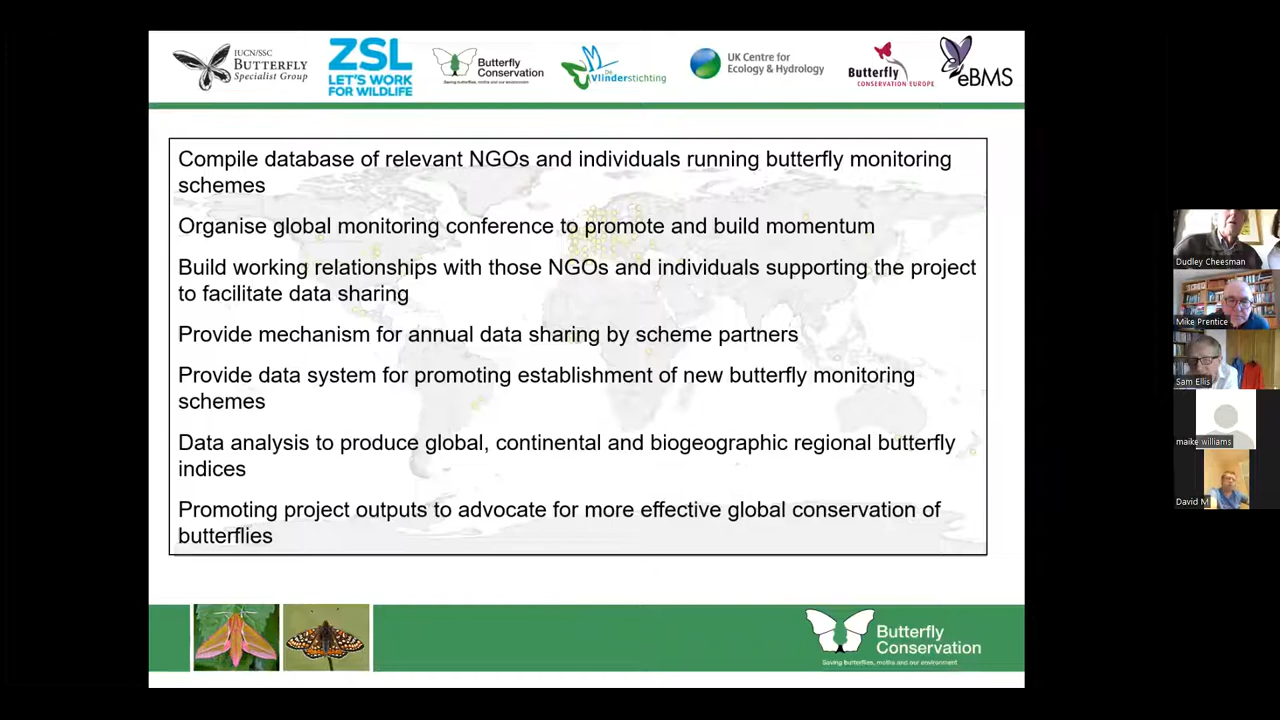 IUCN/SSC
BUTTERFLY
Specialist Group
ZSL
LET'S WORK
FOR WILDLIFE
Butterfly
Conservation
Saving butterflies, moths and our environment
De
Vlinderstichting
UK Centre for
Ecology & Hydrology
Butterfly
CONSERVATION EUROPE
eBMS
Compile database of relevant NGOs and individuals running butterfly monitoring
schemes
Organise global monitoring conference to promote and build momentum
Build working relationships with those NGOs and individuals supporting the project
to facilitate data sharing
Provide mechanism for annual data sharing by scheme partners
Provide data system for promoting establishment of new butterfly monitoring
schemes
Data analysis to produce global, continental and biogeographic regional butterfly
indices
Promoting project outputs to advocate for more effective global conservation of
butterflies
Butterfly
Conservation
Saving butterflies, moths and our environment
Dudley Cheesman
Mike Prentice
Sam Ellis
maike williams
David M